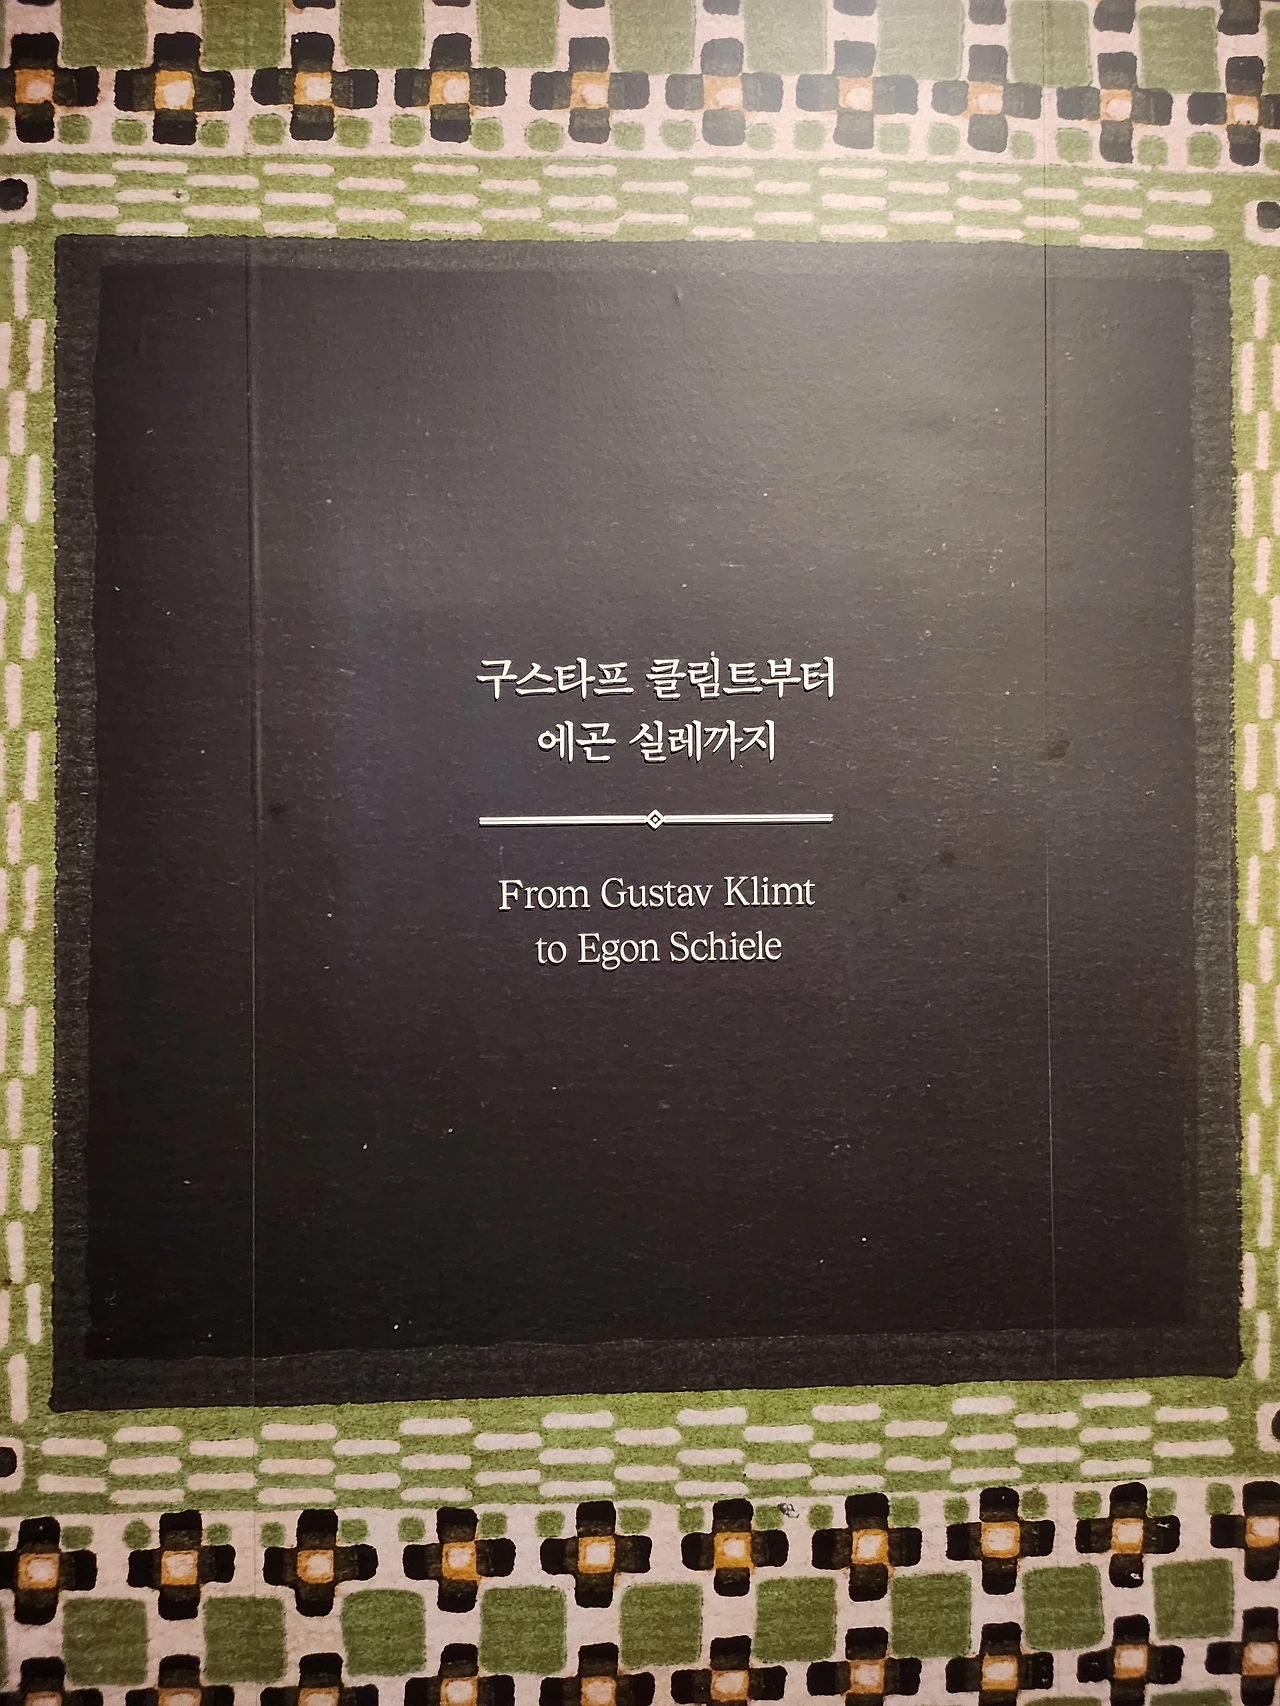 구스타프 클림트부터
에곤 실레까지
From Gustav Klimt
to Egon Schiele